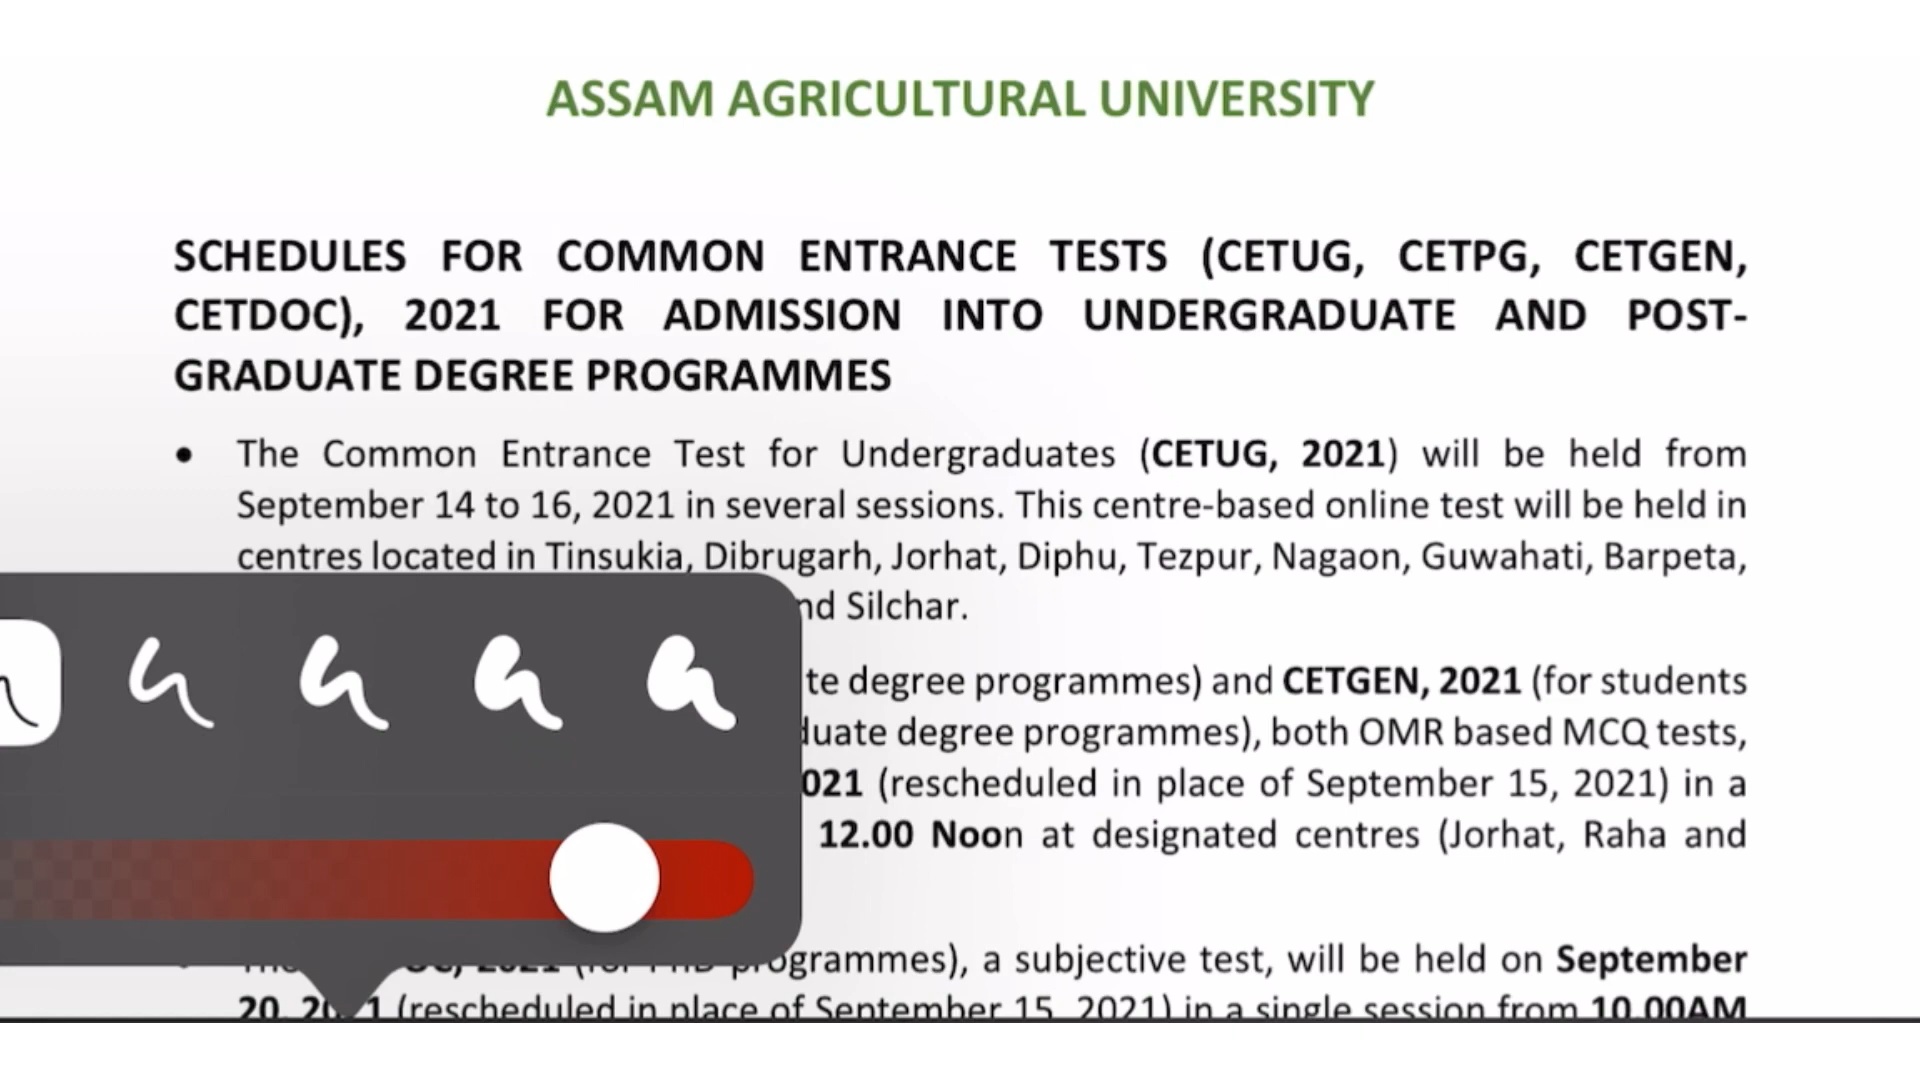 ASSAM AGRICULTURAL UNIVERSITY
SCHEDULES FOR COMMON ENTRANCE TESTS (CETUG, CETPG, CETGEN,
CETDOC), 2021 FOR ADMISSION INTO UNDERGRADUATE AND POST-
GRADUATE DEGREE PROGRAMMES
• The Common Entrance Test for Undergraduates (CETUG, 2021) will be held from
September 14 to 16, 2021 in several sessions. This centre-based online test will be held in
centres located in Tinsukia, Dibrugarh, Jorhat, Diphu, Tezpur, Nagaon, Guwahati, Barpeta,
Silchar.
degree programmes) and CETGEN, 2021 (for students
degree programmes), both OMR based MCQ tests,
(rescheduled in place of September 15, 2021) in a
12.00 Noon at designated centres (Jorhat, Raha and
a subjective test, will be held on September
20, (rescheduled in place of September 15, 2021) in a single session from 10.00AM